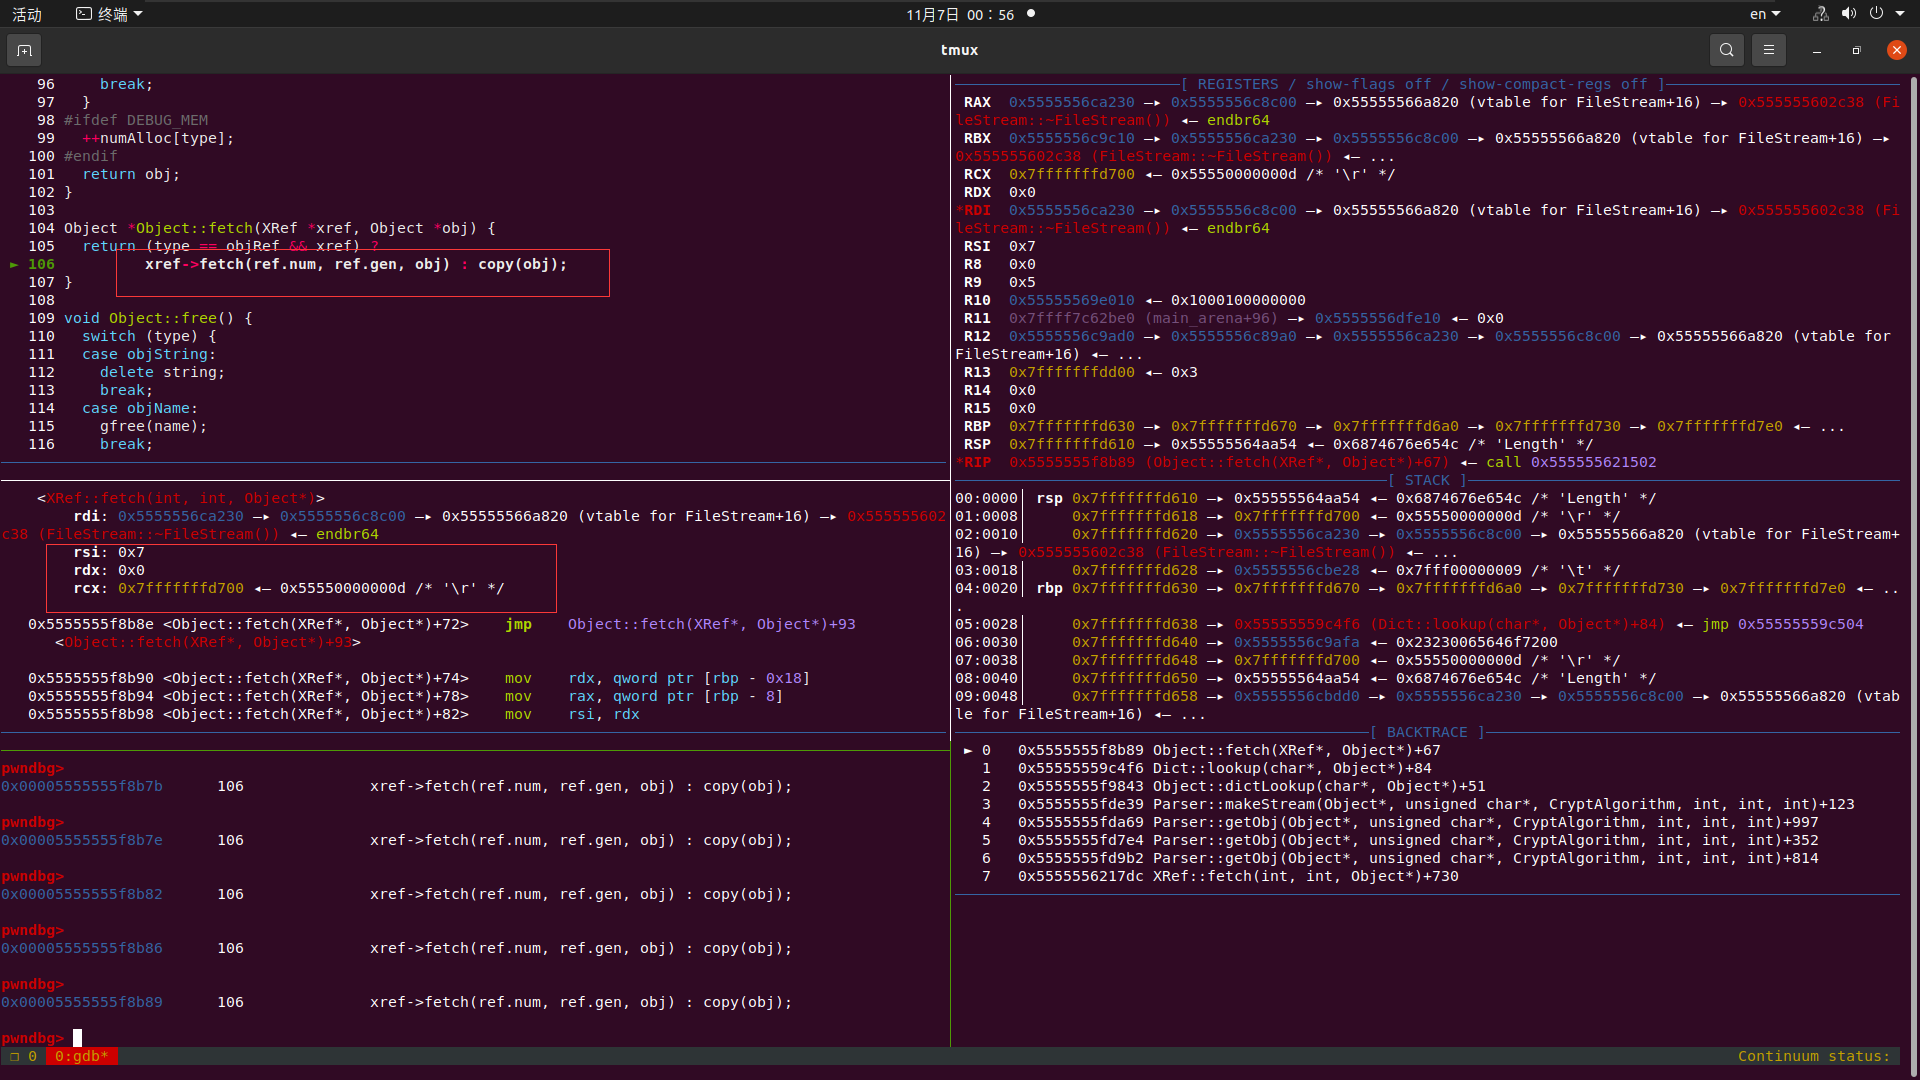 活动
终端
11月7日 00：56
en
tmux
96     break;
97   }
98 #ifdef DEBUG_MEM
99   ++numAlloc[type];
100 #endif
101   return obj;
102 }
103
104 Object *Object::fetch(XRef *xref, Object *obj) {
105   return (type == objRef && xref) ?
► 106          xref->fetch(ref.num, ref.gen, obj) : copy(obj);
107 }
108
109 void Object::free() {
110   switch (type) {
111   case objString:
112     delete string;
113     break;
114   case objName:
115     gfree(name);
116     break;
<XRef::fetch(int, int, Object*)>
rdi: 0x5555556ca230 —▸ 0x5555556c8c00 —▸ 0x55555566a820 (vtable for FileStream+16) —▸ 0x555555602
c38 (FileStream::~FileStream()) ◂— endbr64
rsi: 0x7
rdx: 0x0
rcx: 0x7fffffffd700 ◂— 0x55550000000d /* '\r' */
0x5555555f8b8e <Object::fetch(XRef*, Object*)+72>    jmp    Object::fetch(XRef*, Object*)+93
<Object::fetch(XRef*, Object*)+93>
0x5555555f8b90 <Object::fetch(XRef*, Object*)+74>    mov    rdx, qword ptr [rbp - 0x18]
0x5555555f8b94 <Object::fetch(XRef*, Object*)+78>    mov    rax, qword ptr [rbp - 8]
0x5555555f8b98 <Object::fetch(XRef*, Object*)+82>    mov    rsi, rdx
pwndbg>
0x00005555555f8b7b      106              xref->fetch(ref.num, ref.gen, obj) : copy(obj);
pwndbg>
0x00005555555f8b7e      106              xref->fetch(ref.num, ref.gen, obj) : copy(obj);
pwndbg>
0x00005555555f8b82      106              xref->fetch(ref.num, ref.gen, obj) : copy(obj);
pwndbg>
0x00005555555f8b86      106              xref->fetch(ref.num, ref.gen, obj) : copy(obj);
pwndbg>
0x00005555555f8b89      106              xref->fetch(ref.num, ref.gen, obj) : copy(obj);
pwndbg>
[ REGISTERS / show-flags off / show-compact-regs off ]
RAX  0x5555556ca230 —▸ 0x5555556c8c00 —▸ 0x55555566a820 (vtable for FileStream+16) —▸ 0x555555602c38 (Fi
leStream::~FileStream()) ◂— endbr64
RBX  0x5555556c9c10 —▸ 0x5555556ca230 —▸ 0x5555556c8c00 —▸ 0x55555566a820 (vtable for FileStream+16) —▸
0x555555602c38 (FileStream::~FileStream()) ◂— ...
RCX  0x7fffffffd700 ◂— 0x55550000000d /* '\r' */
RDX  0x0
*RDI  0x5555556ca230 —▸ 0x5555556c8c00 —▸ 0x55555566a820 (vtable for FileStream+16) —▸ 0x555555602c38 (Fi
leStream::~FileStream()) ◂— endbr64
RSI  0x7
R8   0x0
R9   0x5
R10  0x55555569e010 ◂— 0x1000100000000
R11  0x7ffff7c62be0 (main_arena+96) —▸ 0x5555556dfe10 ◂— 0x0
R12  0x5555556c9ad0 —▸ 0x5555556c89a0 —▸ 0x5555556ca230 —▸ 0x5555556c8c00 —▸ 0x55555566a820 (vtable for
FileStream+16) ◂— ...
R13  0x7fffffffdd00 ◂— 0x3
R14  0x0
R15  0x0
RBP  0x7fffffffd630 —▸ 0x7fffffffd670 —▸ 0x7fffffffd6a0 —▸ 0x7fffffffd730 —▸ 0x7fffffffd7e0 ◂— ...
RSP  0x7fffffffd610 —▸ 0x55555564aa54 ◂— 0x6874676e654c /* 'Length' */
*RIP  0x5555555f8b89 (Object::fetch(XRef*, Object*)+67) ◂— call 0x555555621502
[ STACK ]
00:0000│ rsp 0x7fffffffd610 —▸ 0x55555564aa54 ◂— 0x6874676e654c /* 'Length' */
01:0008│     0x7fffffffd618 —▸ 0x7fffffffd700 ◂— 0x55550000000d /* '\r' */
02:0010│     0x7fffffffd620 —▸ 0x5555556ca230 —▸ 0x5555556c8c00 —▸ 0x55555566a820 (vtable for FileStream+
16) —▸ 0x555555602c38 (FileStream::~FileStream()) ◂— ...
03:0018│     0x7fffffffd628 —▸ 0x5555556cbe28 ◂— 0x7fff00000009 /* '\t' */
04:0020│ rbp 0x7fffffffd630 —▸ 0x7fffffffd670 —▸ 0x7fffffffd6a0 —▸ 0x7fffffffd730 —▸ 0x7fffffffd7e0 ◂— ..
.
05:0028│     0x7fffffffd638 —▸ 0x55555559c4f6 (Dict::lookup(char*, Object*)+84) ◂— jmp 0x55555559c504
06:0030│     0x7fffffffd640 —▸ 0x5555556c9afa ◂— 0x23230065646f7200
07:0038│     0x7fffffffd648 —▸ 0x7fffffffd700 ◂— 0x55550000000d /* '\r' */
08:0040│     0x7fffffffd650 —▸ 0x55555564aa54 ◂— 0x6874676e654c /* 'Length' */
09:0048│     0x7fffffffd658 —▸ 0x5555556cbdd0 —▸ 0x5555556ca230 —▸ 0x5555556c8c00 —▸ 0x55555566a820 (vtab
le for FileStream+16) ◂— ...
[ BACKTRACE ]
► 0   0x5555555f8b89 Object::fetch(XRef*, Object*)+67
1   0x55555559c4f6 Dict::lookup(char*, Object*)+84
2   0x5555555f9843 Object::dictLookup(char*, Object*)+51
3   0x5555555fde39 Parser::makeStream(Object*, unsigned char*, CryptAlgorithm, int, int, int)+123
4   0x5555555fda69 Parser::getObj(Object*, unsigned char*, CryptAlgorithm, int, int, int)+997
5   0x5555555fd7e4 Parser::getObj(Object*, unsigned char*, CryptAlgorithm, int, int, int)+352
6   0x5555555fd9b2 Parser::getObj(Object*, unsigned char*, CryptAlgorithm, int, int, int)+814
7   0x5555556217dc XRef::fetch(int, int, Object*)+730
❐ 0  0:gdb*
Continuum status: